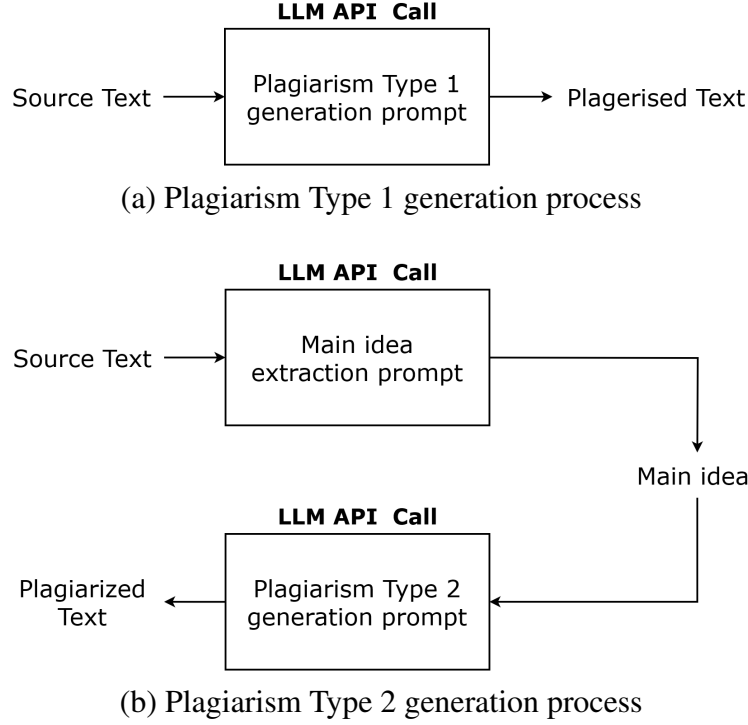 LLM API Call
Source Text
Plagiarism Type 1
generation prompt
Plagerised Text
(a) Plagiarism Type 1 generation process
LLM API Call
Source Text
Main idea
extraction prompt
Main idea
LLM API Call
Plagiarism Type 2
generation prompt
Plagiarized
Text
(b) Plagiarism Type 2 generation process